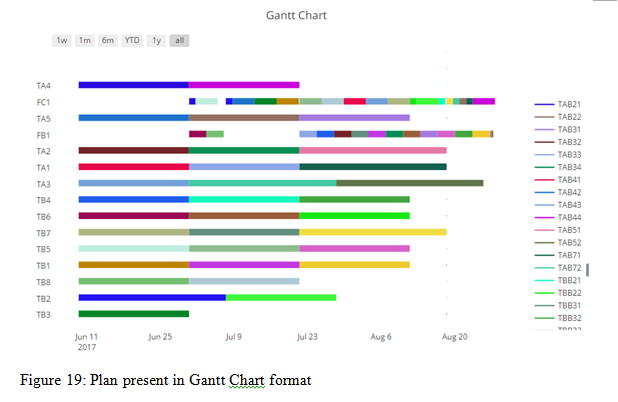 Gantt Chart
1w 1m 6m YTD 1y all
TA4
FC1
TA5
FB1
TA2
TA1
TA3
TB4
TB6
TB7
TB5
TB1
TB8
TB2
TB3
Jun 11 Jun 25 Jul 9 Jul 23 Aug 6 Aug 20
2017
TAB21
TAB22
TAB31
TAB32
TAB33
TAB34
TAB41
TAB42
TAB43
TAB44
TAB51
TAB52
TAB71
TAB72
TBB21
TBB22
TBB31
TBB32
Figure 19: Plan present in Gantt Chart format